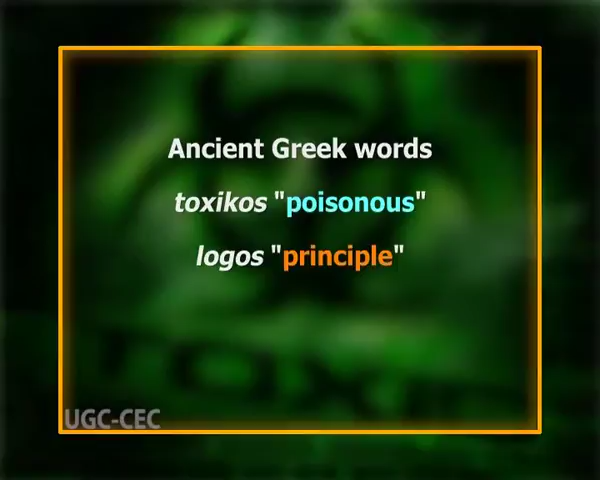 Ancient Greek words
toxikos "poisonous"
logos "principle"
UGC-CEC